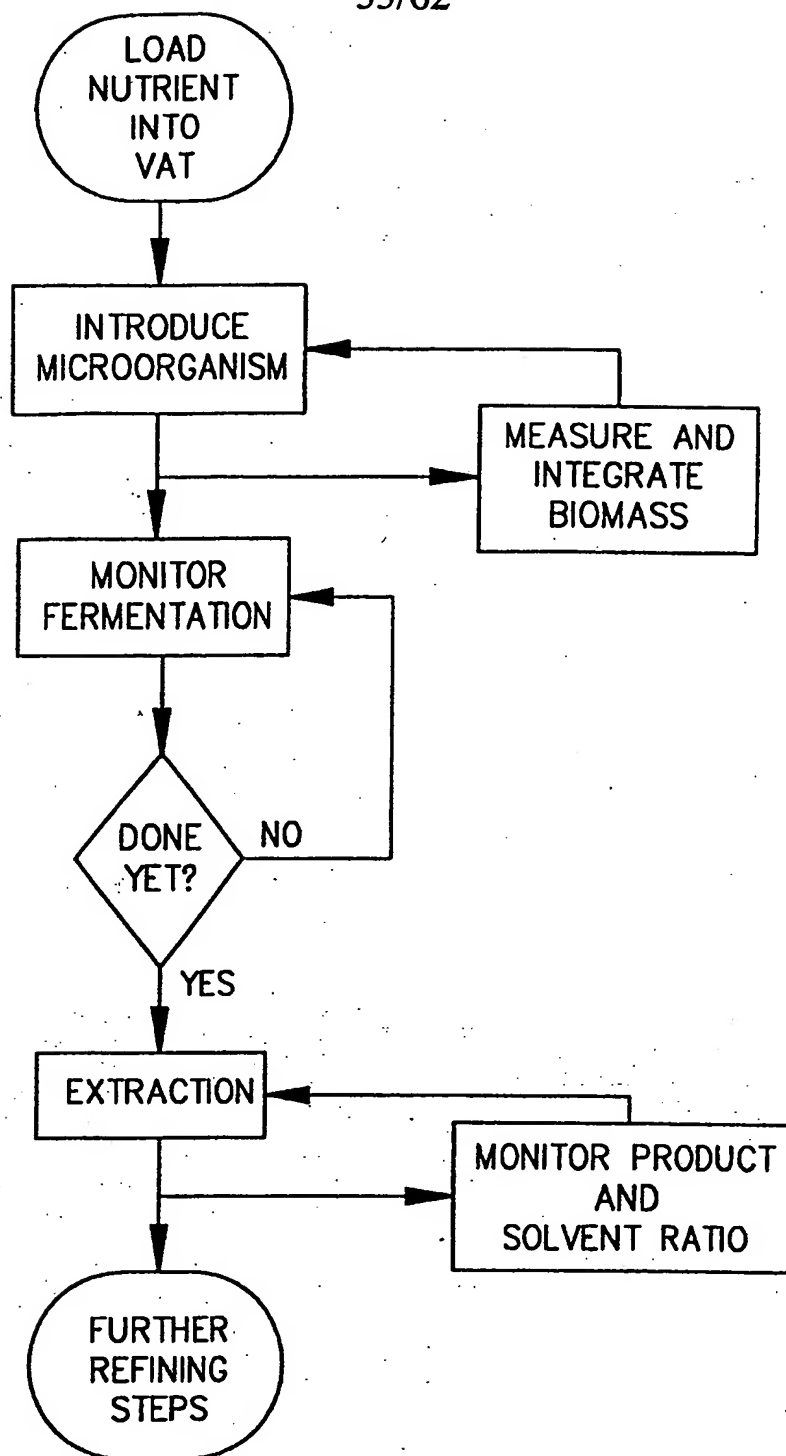 LOAD
NUTRIENT
INTO
VAT
INTRODUCE
MICROORGANISM
MEASURE AND
INTEGRATE
BIOMASS
MONITOR
FERMENTATION
DONE
YET?
NO
YES
EXTRACTION
MONITOR PRODUCT
AND
SOLVENT RATIO
FURTHER
REFINING
STEPS